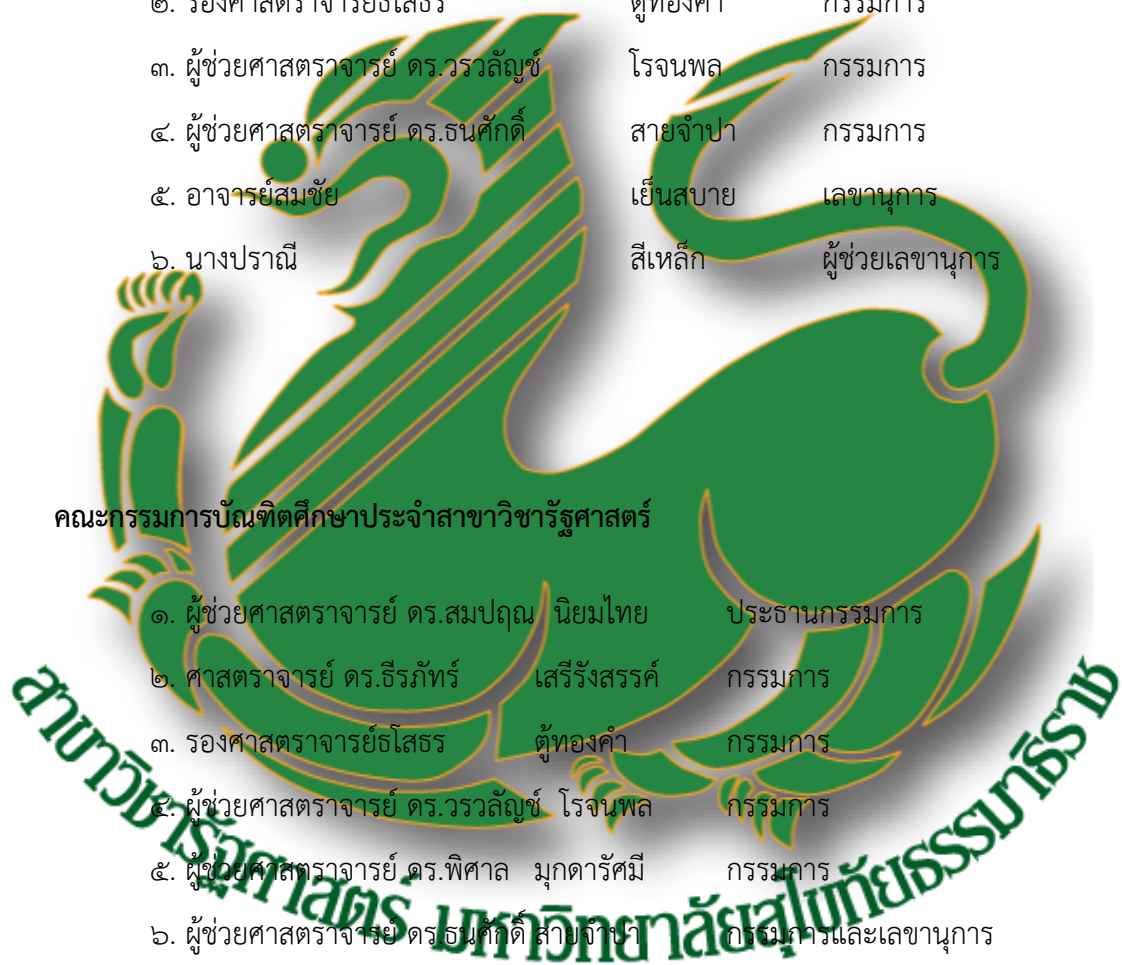 ๒. รองศาสตราจารย์ธโสธร ตู้ทองคำ กรรมการ
๓. ผู้ช่วยศาสตราจารย์ ดร.วรวลัญช์ โรจนพล กรรมการ
๔. ผู้ช่วยศาสตราจารย์ ดร.ธนศักดิ์ สายจำปา กรรมการ
๕. อาจารย์สมชัย เย็นสบาย เลขานุการ
๖. นางปราณี สีเหล็ก ผู้ช่วยเลขานุการ
คณะกรรมการบัณฑิตศึกษาประจำสาขาวิชารัฐศาสตร์
๑. ผู้ช่วยศาสตราจารย์ ดร.สมปฤณ นิยมไทย ประธานกรรมการ
๒. ศาสตราจารย์ ดร.ธีรภัทร์ เสรีรังสรรค์ กรรมการ
๓. รองศาสตราจารย์ธโสธร ตู้ทองคำ กรรมการ
๔. ผู้ช่วยศาสตราจารย์ ดร.วรวลัญช์ โรจนพล กรรมการ
๕. ผู้ช่วยศาสตราจารย์ ดร.พิศาล มุกดารัศมี กรรมการ
๖. ผู้ช่วยศาสตราจารย์ ดร.ธนศักดิ์ สายจำปา กรรมการและเลขานุการ
สาขาวิชารัฐศาสตร์ มหาวิทยาลัยสุโขทัยธรรมาธิราช